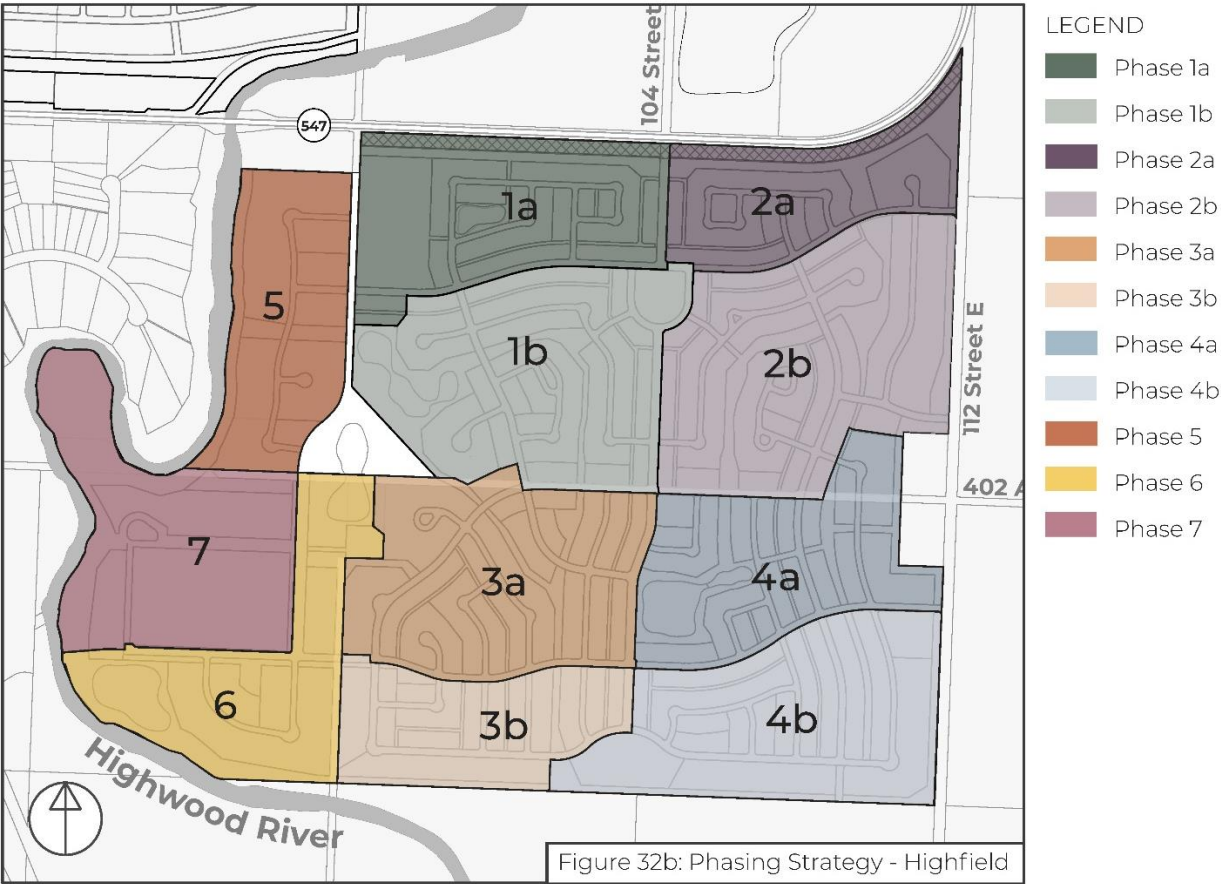 104 Street
547
1a
2a
5
1b
2b
112 Street E
402 A
7
3a
4a
6
3b
4b
Highwood River
Figure 32b: Phasing Strategy - Highfield
LEGEND
Phase 1a
Phase 1b
Phase 2a
Phase 2b
Phase 3a
Phase 3b
Phase 4a
Phase 4b
Phase 5
Phase 6
Phase 7